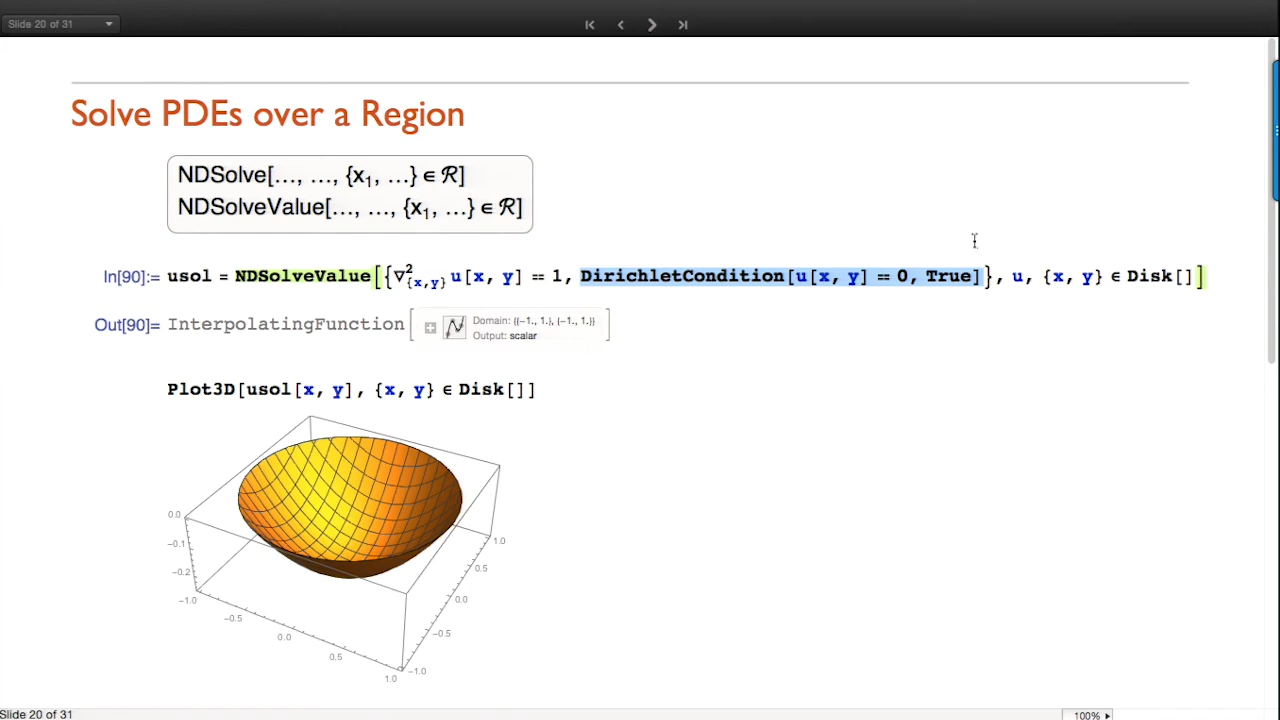 Slide 20 of 31
Solve PDEs over a Region
NDSolve[..., ..., {x₁, ...} ∈ ℛ]
NDSolveValue[..., ..., {x₁, ...} ∈ ℛ]
In[90]:= usol = NDSolveValue[{∇²{x,y} u[x, y] == 1, DirichletCondition[u[x, y] == 0, True]}, u, {x, y} ∈ Disk[]]
Out[90]= InterpolatingFunction[
Domain: {{-1., 1.}, {-1., 1.}}
Output: scalar
]
Plot3D[usol[x, y], {x, y} ∈ Disk[]]
0.0
-0.1
-0.2
-1.0
-0.5
0.0
0.5
1.0
1.0
0.5
0.0
-0.5
-1.0
Slide 20 of 31
100%